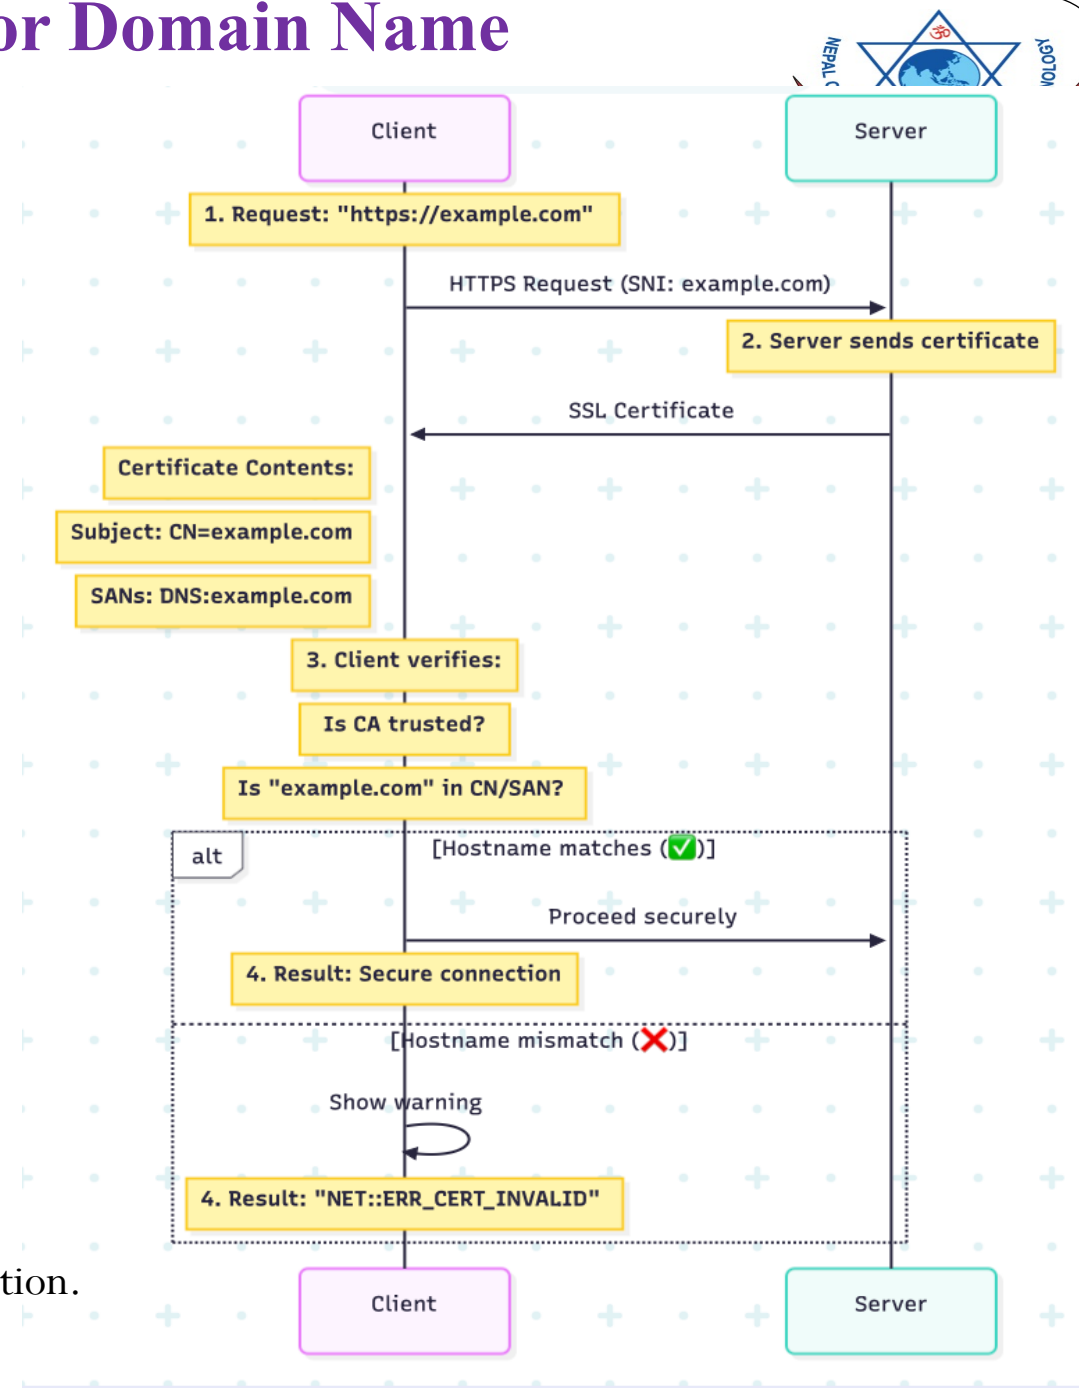 or Domain Name
NEPAL
Client
Server
1. Request: "https://example.com"
HTTPS Request (SNI: example.com)
2. Server sends certificate
SSL Certificate
Certificate Contents:
Subject: CN=example.com
SANs: DNS:example.com
3. Client verifies:
Is CA trusted?
Is "example.com" in CN/SAN?
alt
[Hostname matches (✅)]
Proceed securely
4. Result: Secure connection
[Hostname mismatch (❌)]
Show warning
4. Result: "NET::ERR_CERT_INVALID"
tion.
Client
Server